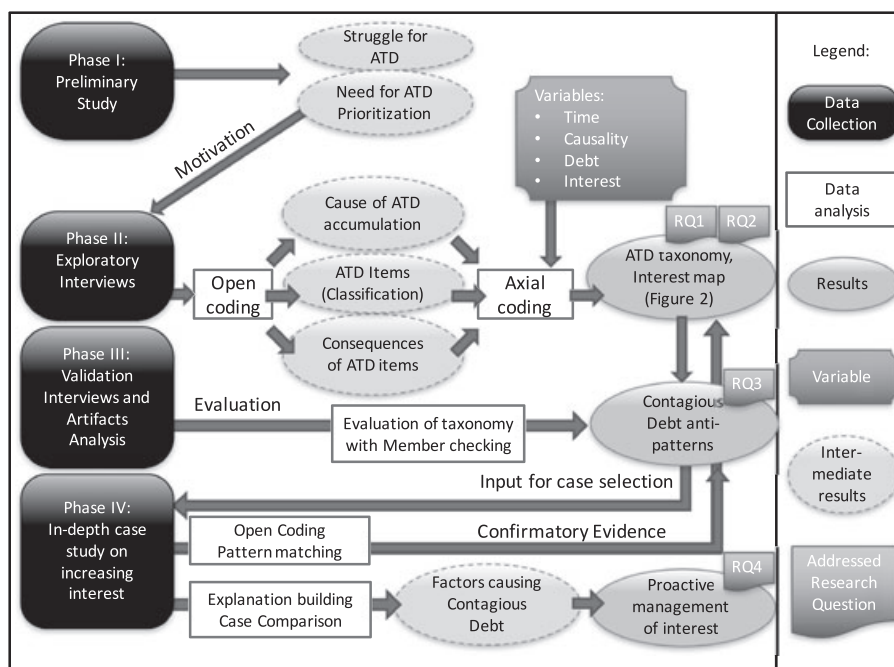 Phase I:
Preliminary
Study
Struggle for
ATD
Need for ATD
Prioritization
Motivation
Variables:
• Time
• Causality
• Debt
• Interest
Phase II:
Exploratory
Interviews
Open
coding
Cause of ATD
accumulation
ATD Items
(Classification)
Consequences
of ATD items
Axial
coding
RQ1
RQ2
ATD taxonomy,
Interest map
(Figure 2)
Phase III:
Validation
Interviews and
Artifacts
Analysis
Evaluation
Evaluation of taxonomy
with Member checking
RQ3
Contagious
Debt anti-
patterns
Input for case selection
Phase IV:
In-depth case
study on
increasing
interest
Open Coding
Pattern matching
Confirmatory Evidence
Explanation building
Case Comparison
Factors causing
Contagious
Debt
RQ4
Proactive
management
of interest
Legend:
Data
Collection
Data
analysis
Results
Variable
Inter-
mediate
results
Addressed
Research
Question